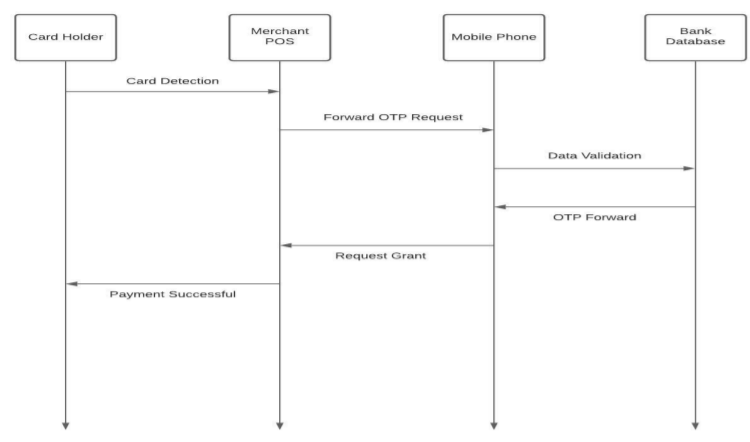 Card Holder
Merchant
POS
Mobile Phone
Bank
Database
Card Detection
Forward OTP Request
Data Validation
OTP Forward
Request Grant
Payment Successful